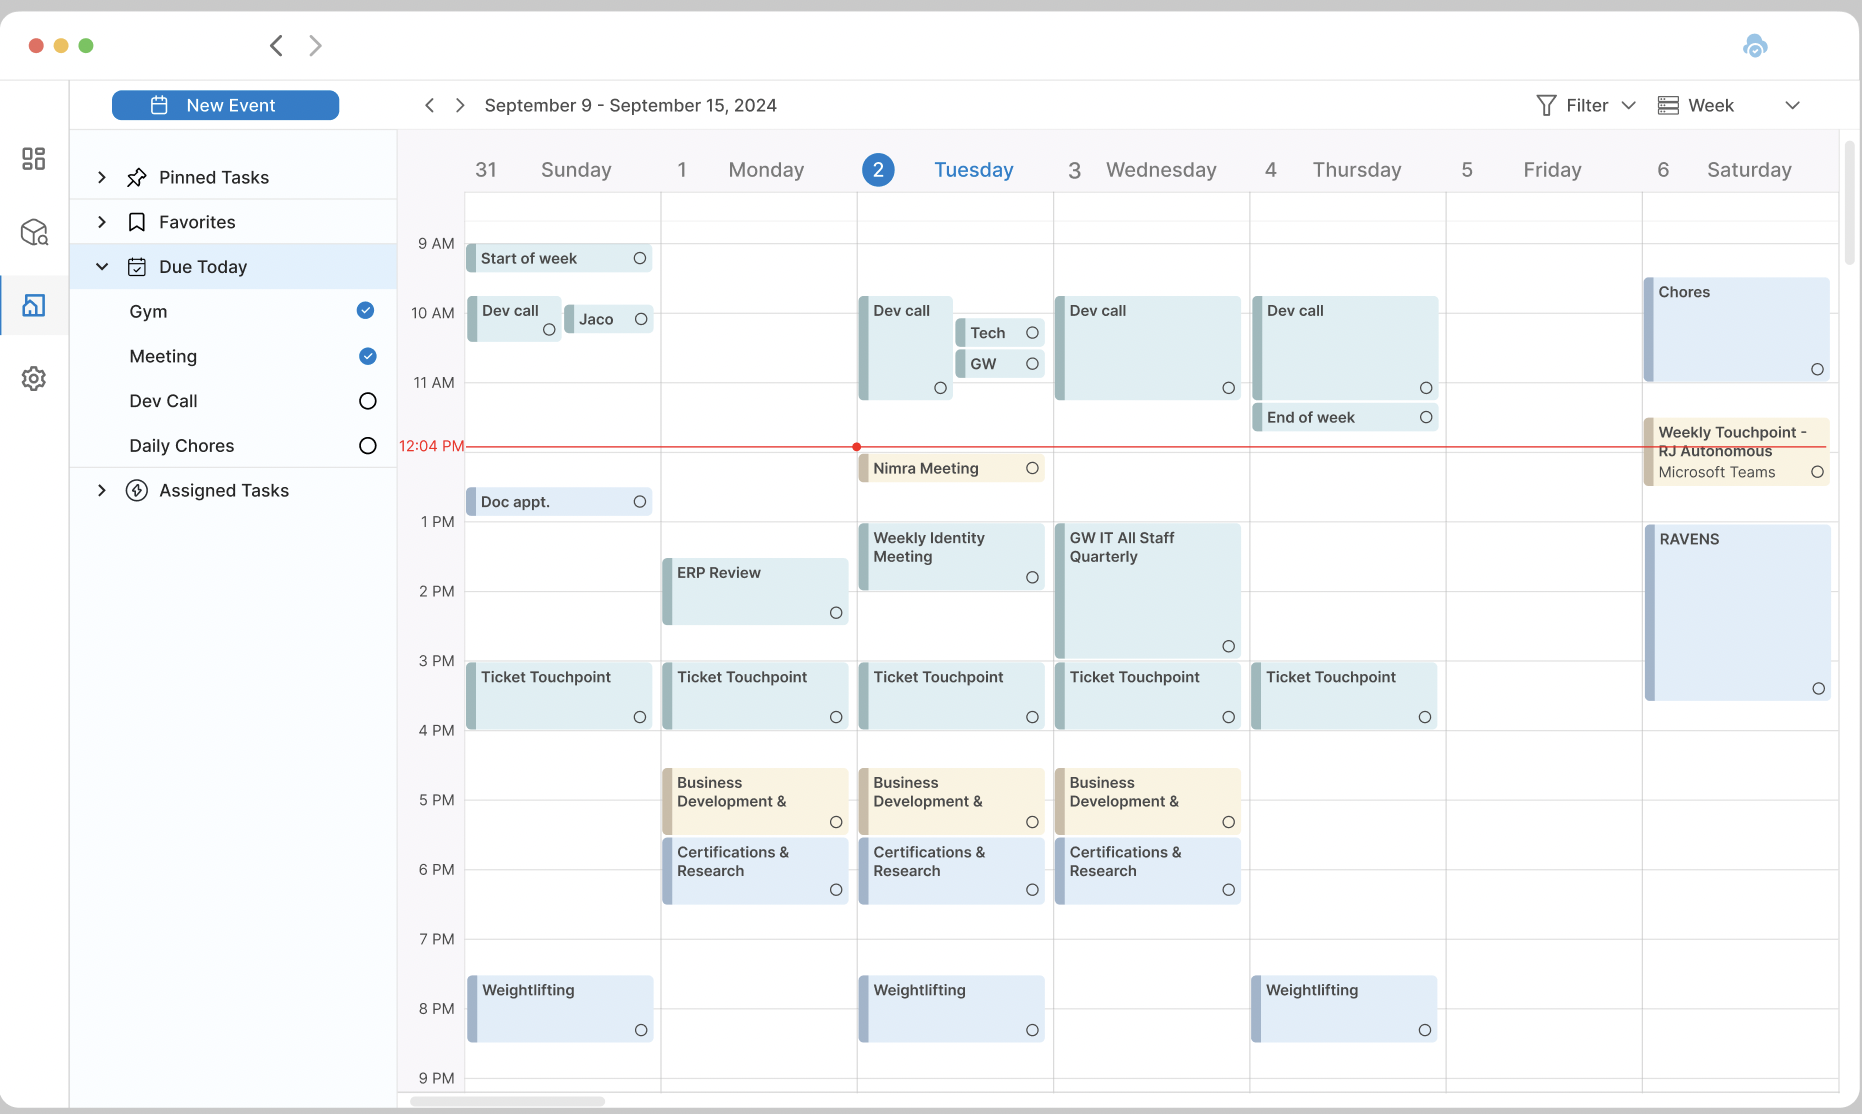 New Event
September 9 - September 15, 2024
Filter
Week
Pinned Tasks
Favorites
Due Today
Gym
Meeting
Dev Call
Daily Chores
Assigned Tasks
31 Sunday
1 Monday
2 Tuesday
3 Wednesday
4 Thursday
5 Friday
6 Saturday
9 AM
10 AM
11 AM
12:04 PM
1 PM
2 PM
3 PM
4 PM
5 PM
6 PM
7 PM
8 PM
9 PM
Start of week
Dev call
Jaco
Doc appt.
Ticket Touchpoint
Weightlifting
ERP Review
Ticket Touchpoint
Business
Development &
Certifications &
Research
Dev call
Tech
GW
Nimra Meeting
Weekly Identity
Meeting
Ticket Touchpoint
Business
Development &
Certifications &
Research
Weightlifting
Dev call
GW IT All Staff
Quarterly
Ticket Touchpoint
Business
Development &
Certifications &
Research
Dev call
End of week
Ticket Touchpoint
Weightlifting
Chores
Weekly Touchpoint -
RJ Autonomous
Microsoft Teams
RAVENS